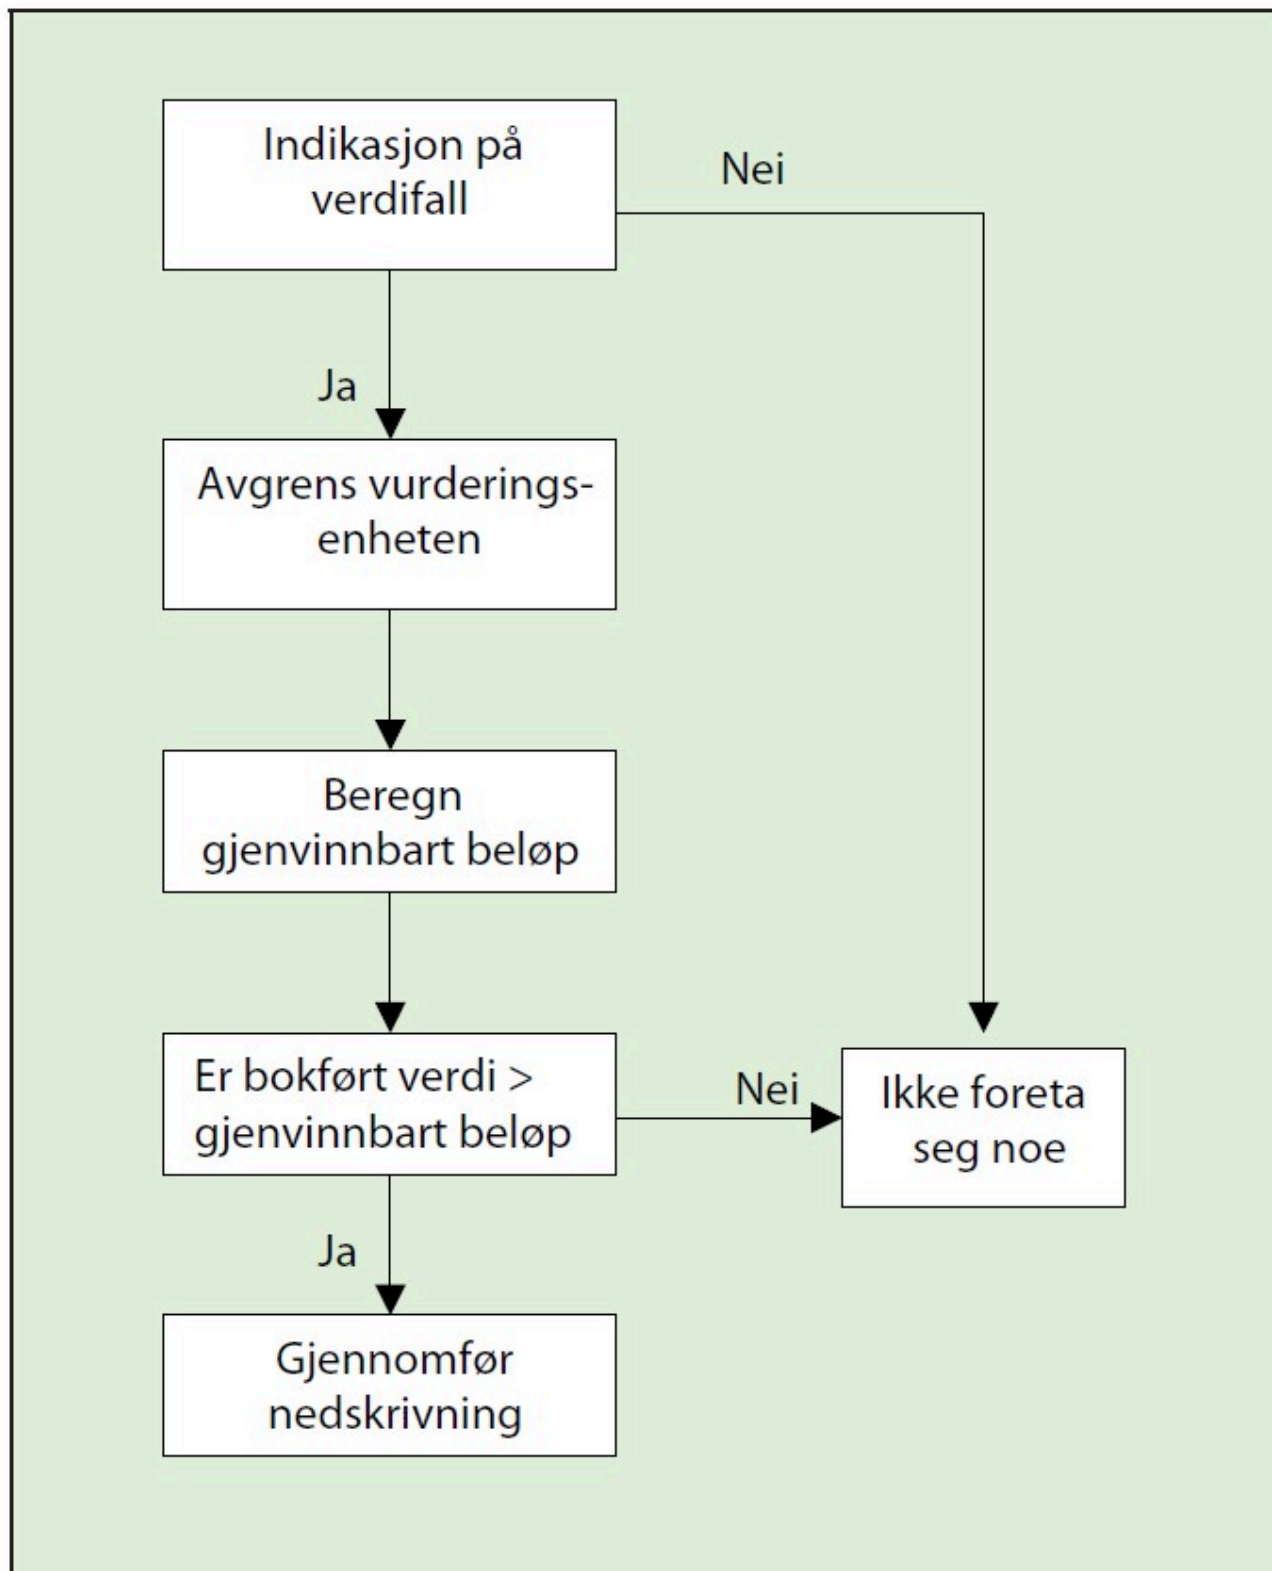 Indikasjon på
verdifall
Nei
Ja
Avgrens vurderings-
enheten
Beregn
gjenvinnbart beløp
Er bokført verdi >
gjenvinnbart beløp
Nei
Ikke foreta
seg noe
Ja
Gjennomfør
nedskrivning